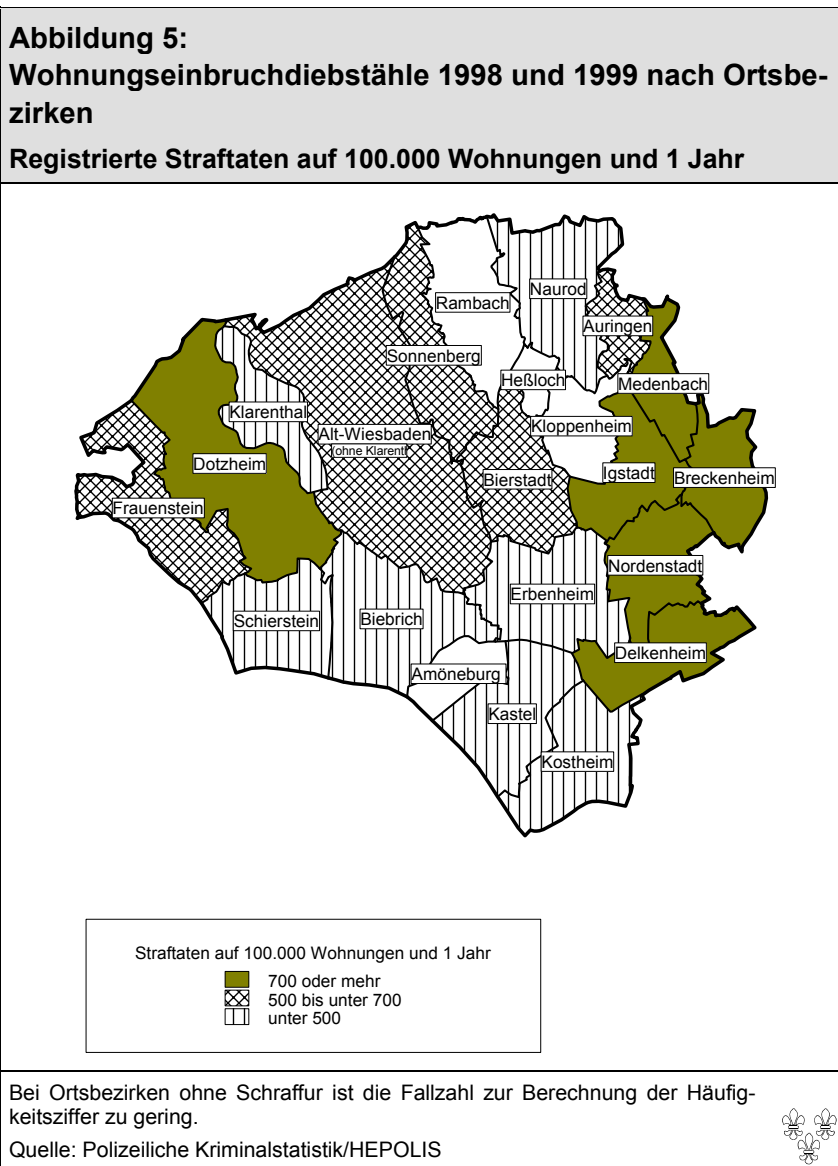 Abbildung 5:
Wohnungseinbruchdiebstähle 1998 und 1999 nach Ortsbe-
zirken
Registrierte Straftaten auf 100.000 Wohnungen und 1 Jahr
Naurod
Rambach
Auringen
Sonnenberg
Heßloch
Medenbach
Klarenthal
Kloppenheim
Alt-Wiesbaden
(ohne Klarent
Dotzheim
Bierstadt
Igstadt
Breckenheim
Frauenstein
Nordenstadt
Erbenheim
Schierstein
Biebrich
Delkenheim
Amöneburg
Kastel
Kostheim
Straftaten auf 100.000 Wohnungen und 1 Jahr
700 oder mehr
500 bis unter 700
unter 500
Bei Ortsbezirken ohne Schraffur ist die Fallzahl zur Berechnung der Häufig-
keitsziffer zu gering.
Quelle: Polizeiliche Kriminalstatistik/HEPOLIS